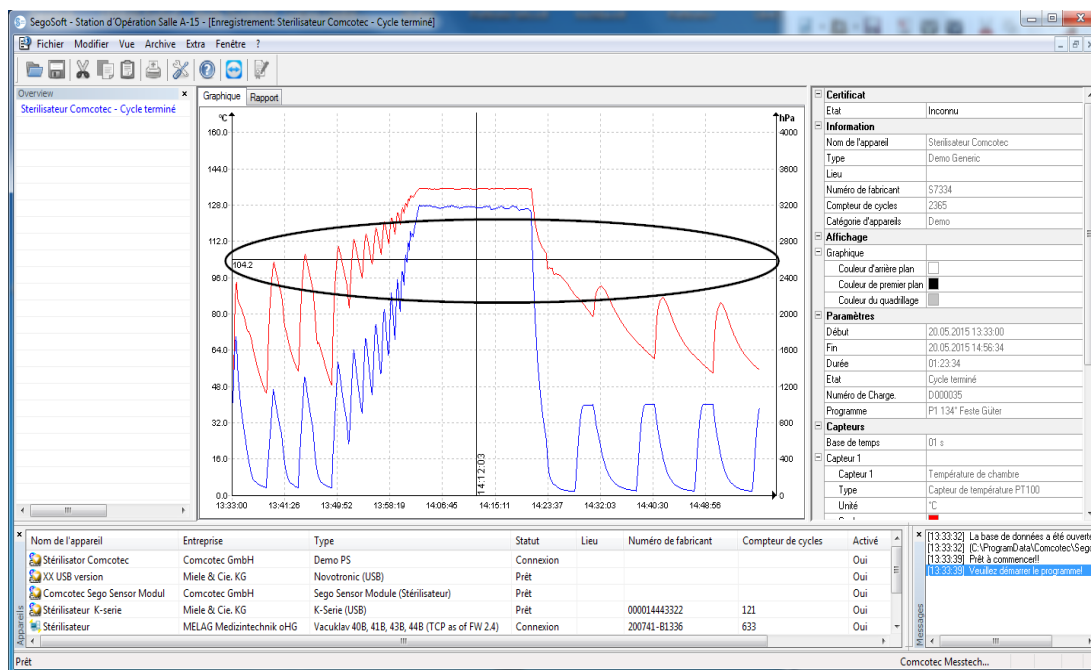 SegoSoft - Station d'Opération Salle A-15 - [Enregistrement: Sterilisateur Comcotec - Cycle terminé]
Fichier Modifier Vue Archive Extra Fenêtre ?
Overview x
Sterilisateur Comcotec - Cycle terminé
Graphique Rapport
°C hPa
160.0 4000
144.0 3600
128.0 3200
112.0 2800
104.2
96.0 2400
80.0 2000
64.0 1600
48.0 1200
32.0 800
16.0 400
0.0 0
14:12:03
13:33:00 13:41:26 13:49:52 13:58:19 14:06:45 14:15:11 14:23:37 14:32:03 14:40:30 14:48:56
Certificat
Etat Inconnu
Information
Nom de l'appareil Sterilisateur Comcotec
Type Demo Generic
Lieu
Numéro de fabricant S7334
Compteur de cycles 2365
Catégorie d'appareils Demo
Affichage
Graphique
Couleur d'arrière plan
Couleur de premier plan
Couleur du quadrillage
Paramètres
Début 20.05.2015 13:33:00
Fin 20.05.2015 14:56:34
Durée 01:23:34
Etat Cycle terminé
Numéro de Charge. D000035
Programme P1 134° Feste Güter
Capteurs
Base de temps 01 s
Capteur 1
Capteur 1 Température de chambre
Type Capteur de température PT100
Unité °C
Appareils
Nom de l'appareil Entreprise Type Statut Lieu Numéro de fabricant Compteur de cycles Activé
Stérilisator Comcotec Comcotec GmbH Demo PS Connexion Oui
XX USB version Miele & Cie. KG Novotronic (USB) Prêt Oui
Comcotec Sego Sensor Modul Comcotec GmbH Sego Sensor Module (Stérilisateur) Prêt Oui
Stérilisateur K-serie Miele & Cie. KG K-Serie (USB) Prêt 000014443322 121 Oui
Stérilisateur MELAG Medizintechnik oHG Vacuklav 40B, 41B, 43B, 44B (TCP as of FW 2.4) Connexion 200741-B1336 633 Oui
Messages
[13:33:32] La base de données a été ouverte
[13:33:32] (C:\ProgramData\Comcotec\Sego
[13:33:39] Prêt à commencer!!
[13:33:39] Veuillez démarrer le programme!
Prêt Comcotec Messtech...